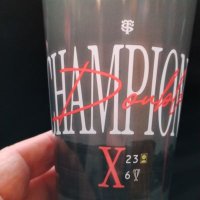 CHAMPION
Double
X 23
6